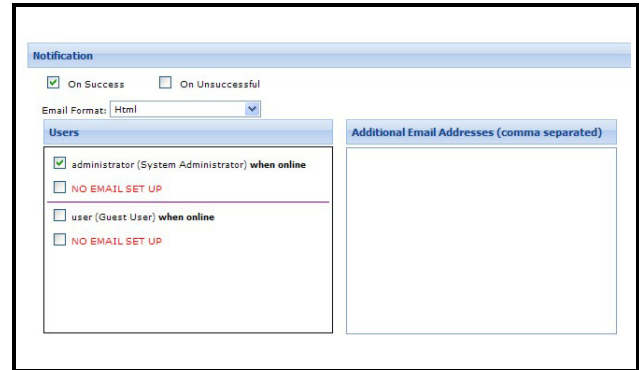 Notification
On Success On Unsuccessful
Email Format: Html
Users
administrator (System Administrator) when online
NO EMAIL SET UP
user (Guest User) when online
NO EMAIL SET UP
Additional Email Addresses (comma separated)